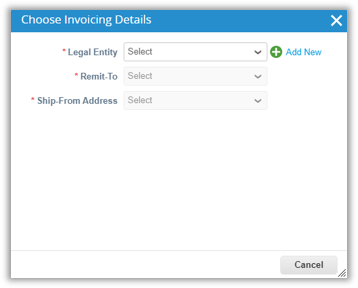 Choose Invoicing Details
* Legal Entity Select Add New
* Remit-To Select
* Ship-From Address Select
Cancel